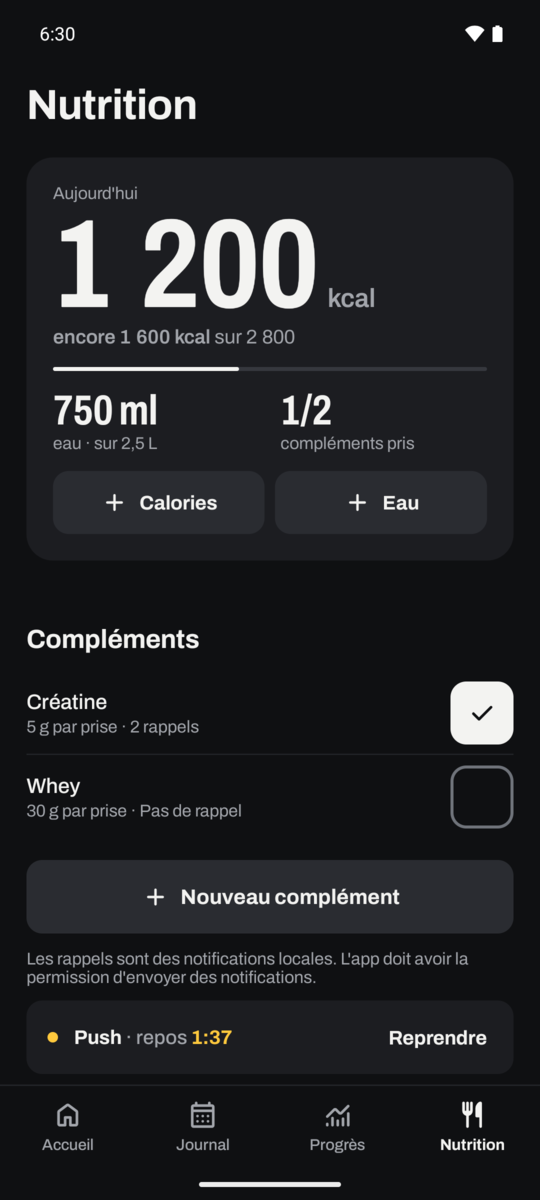 6:30
Nutrition
Aujourd'hui
1 200 kcal
encore 1 600 kcal sur 2 800
750 ml
1/2
eau · sur 2,5 L
compléments pris
+ Calories
+ Eau
Compléments
Créatine
5 g par prise · 2 rappels
Whey
30 g par prise · Pas de rappel
+ Nouveau complément
Les rappels sont des notifications locales. L'app doit avoir la
permission d'envoyer des notifications.
Push · repos 1:37
Reprendre
Accueil
Journal
Progrès
Nutrition